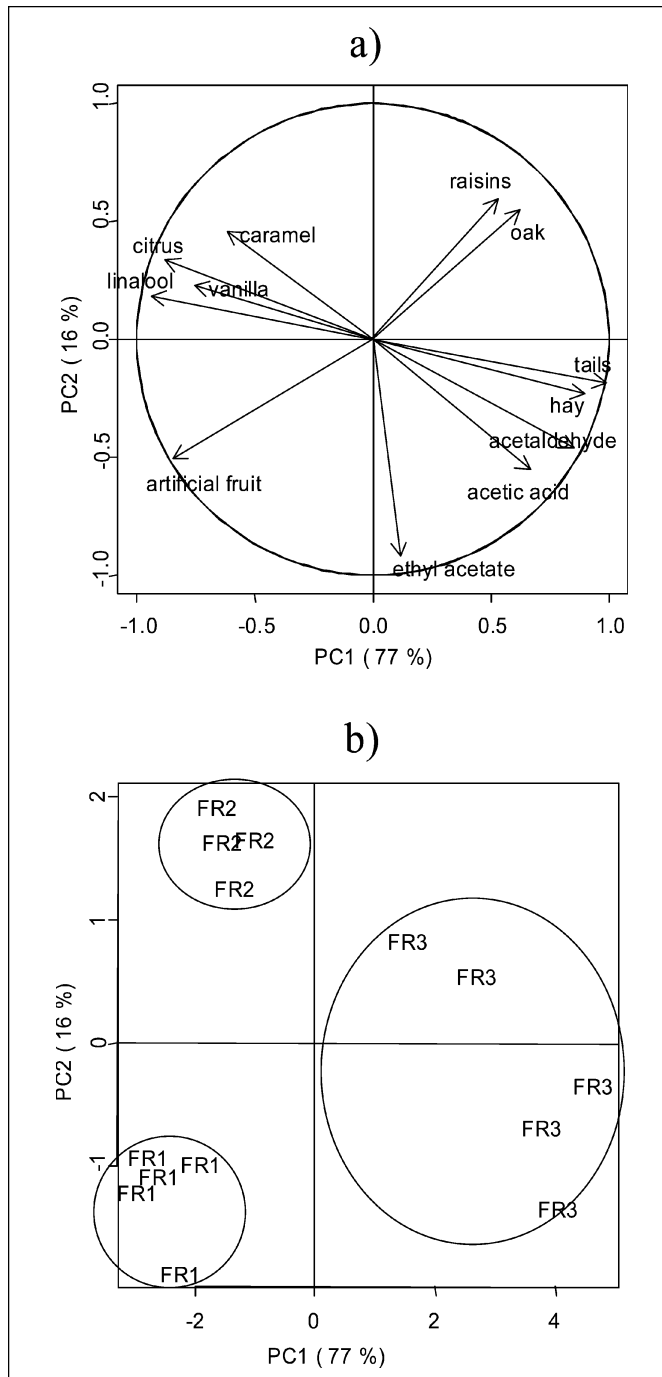 a)
1.0
raisins
0.5
caramel
oak
citrus
linalool
vanilla
PC2 ( 16 %)
0.0
tails
hay
-0.5
acetaldehyde
artificial fruit
acetic acid
ethyl acetate
-1.0
-1.0 -0.5 0.0 0.5 1.0
PC1 ( 77 %)
b)
2
FR2
FR2 FR2
FR2
1
FR3
FR3
PC2 ( 16 %)
0
FR3
FR3
-1
FR1 FR1
FR1
FR1
FR3
FR1
-2 0 2 4
PC1 ( 77 %)